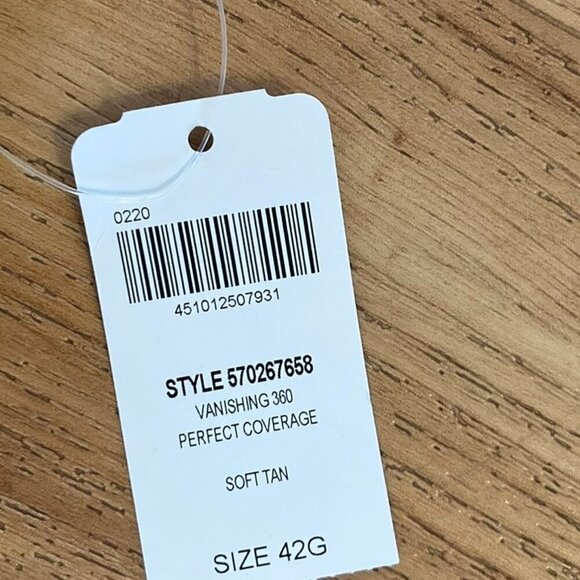 0220
451012507931
STYLE 570267658
VANISHING 360
PERFECT COVERAGE
SOFT TAN
SIZE 42G